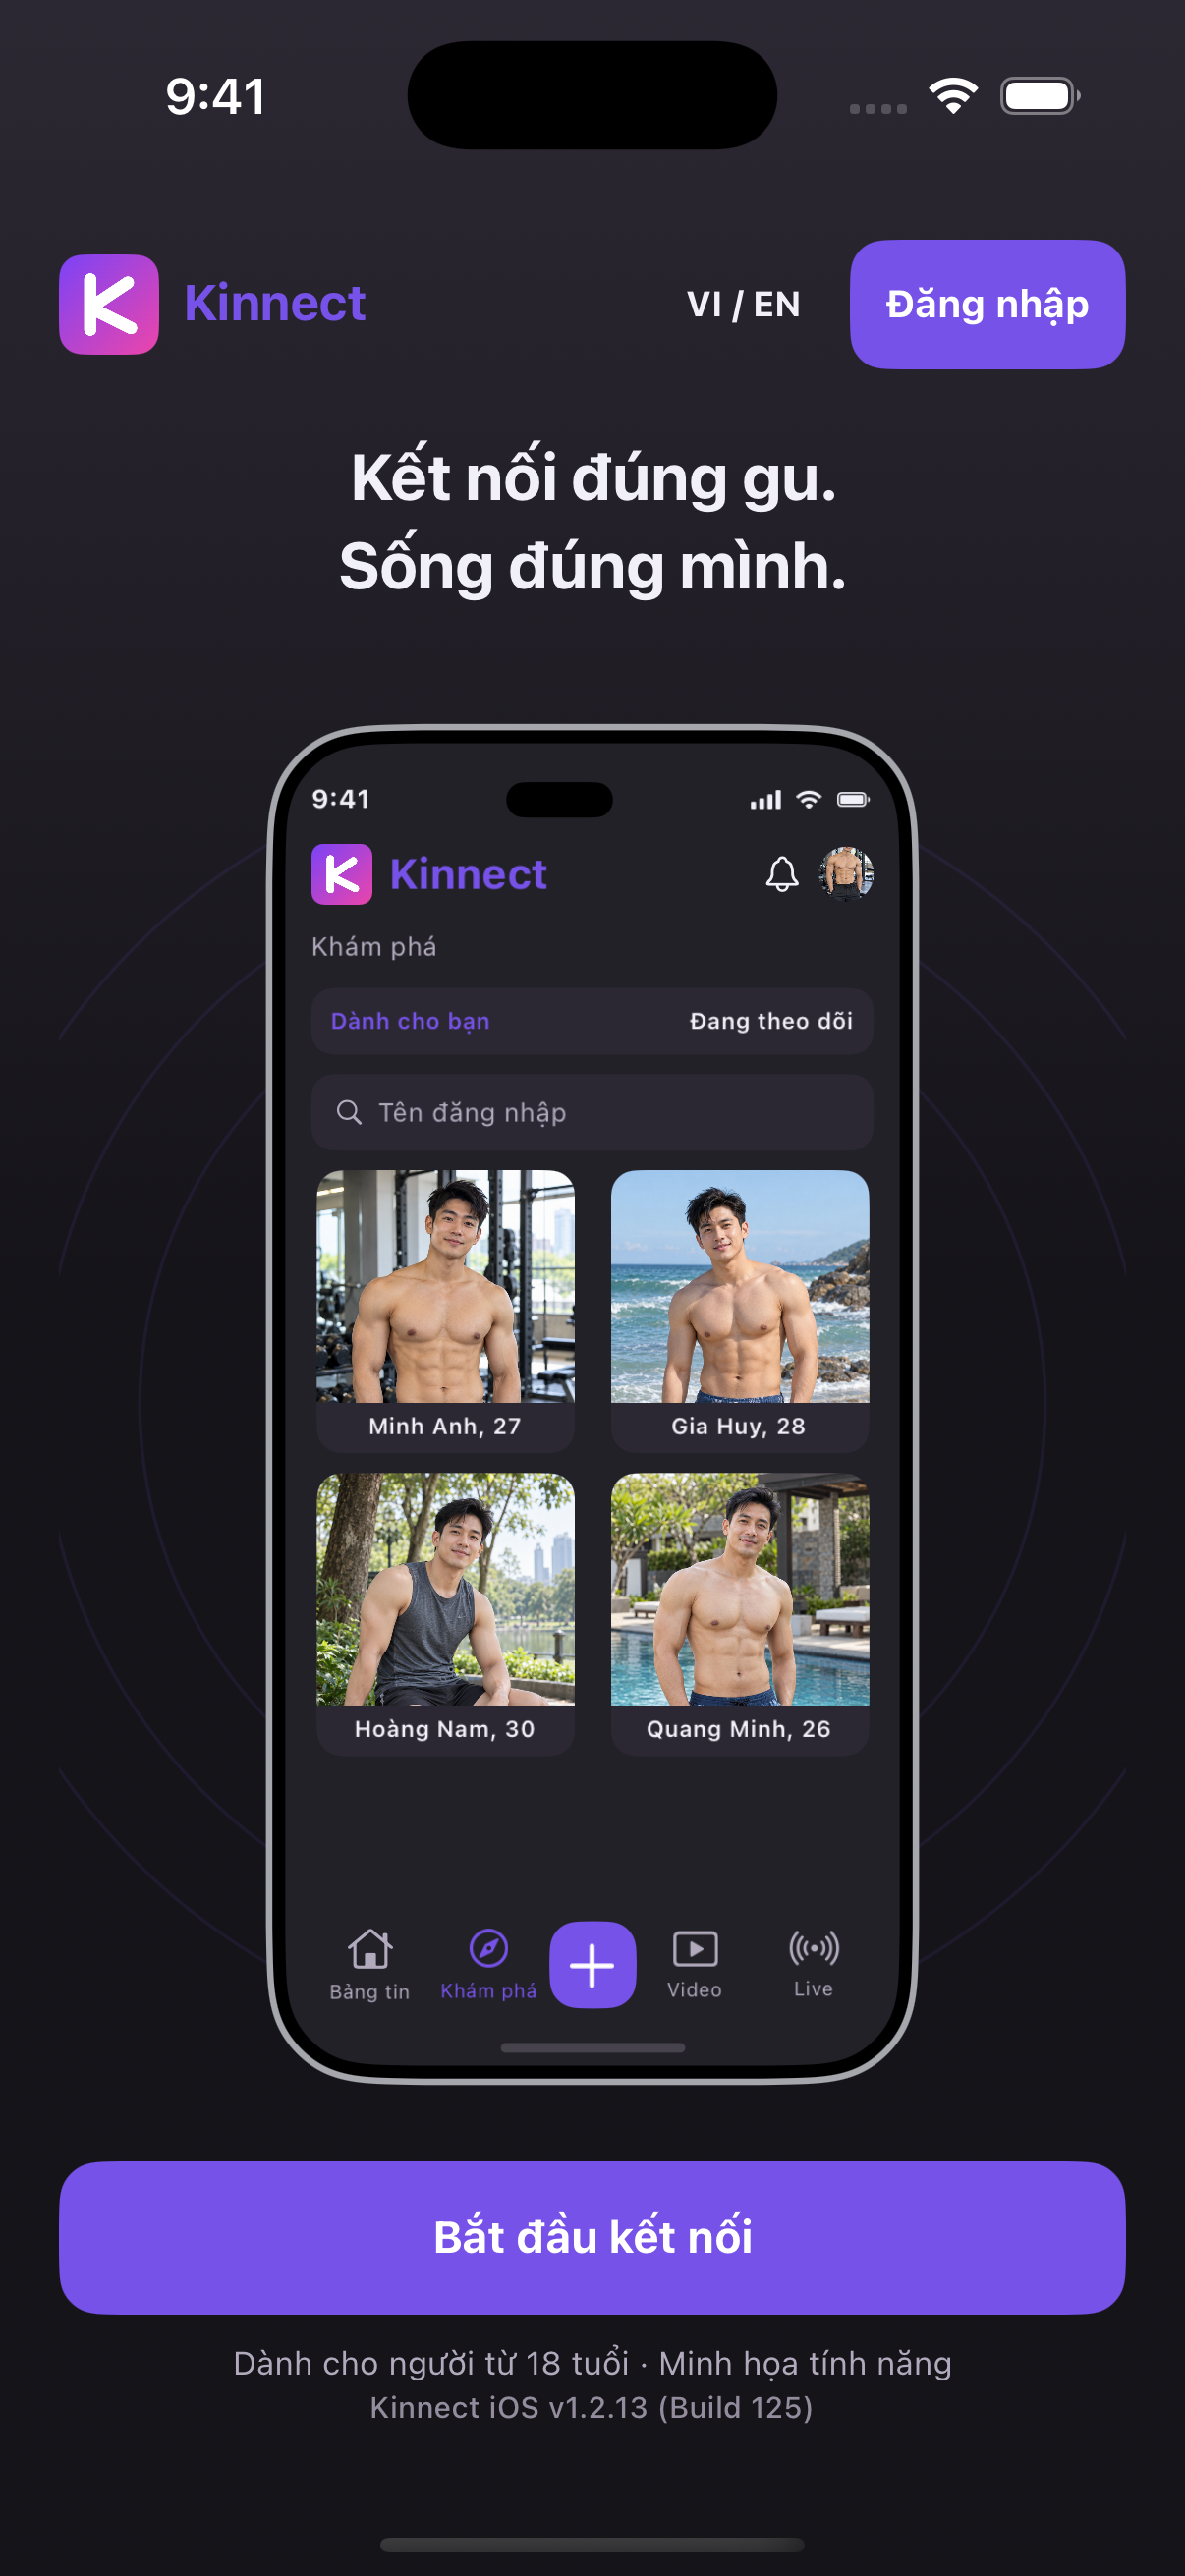 9:41
Kinnect
VI / EN
Đăng nhập
Kết nối đúng gu.
Sống đúng mình.
9:41
Kinnect
Khám phá
Dành cho bạn
Đang theo dõi
Tên đăng nhập
Minh Anh, 27
Gia Huy, 28
Hoàng Nam, 30
Quang Minh, 26
Bảng tin
Khám phá
Video
Live
Bắt đầu kết nối
Dành cho người từ 18 tuổi · Minh họa tính năng
Kinnect iOS v1.2.13 (Build 125)